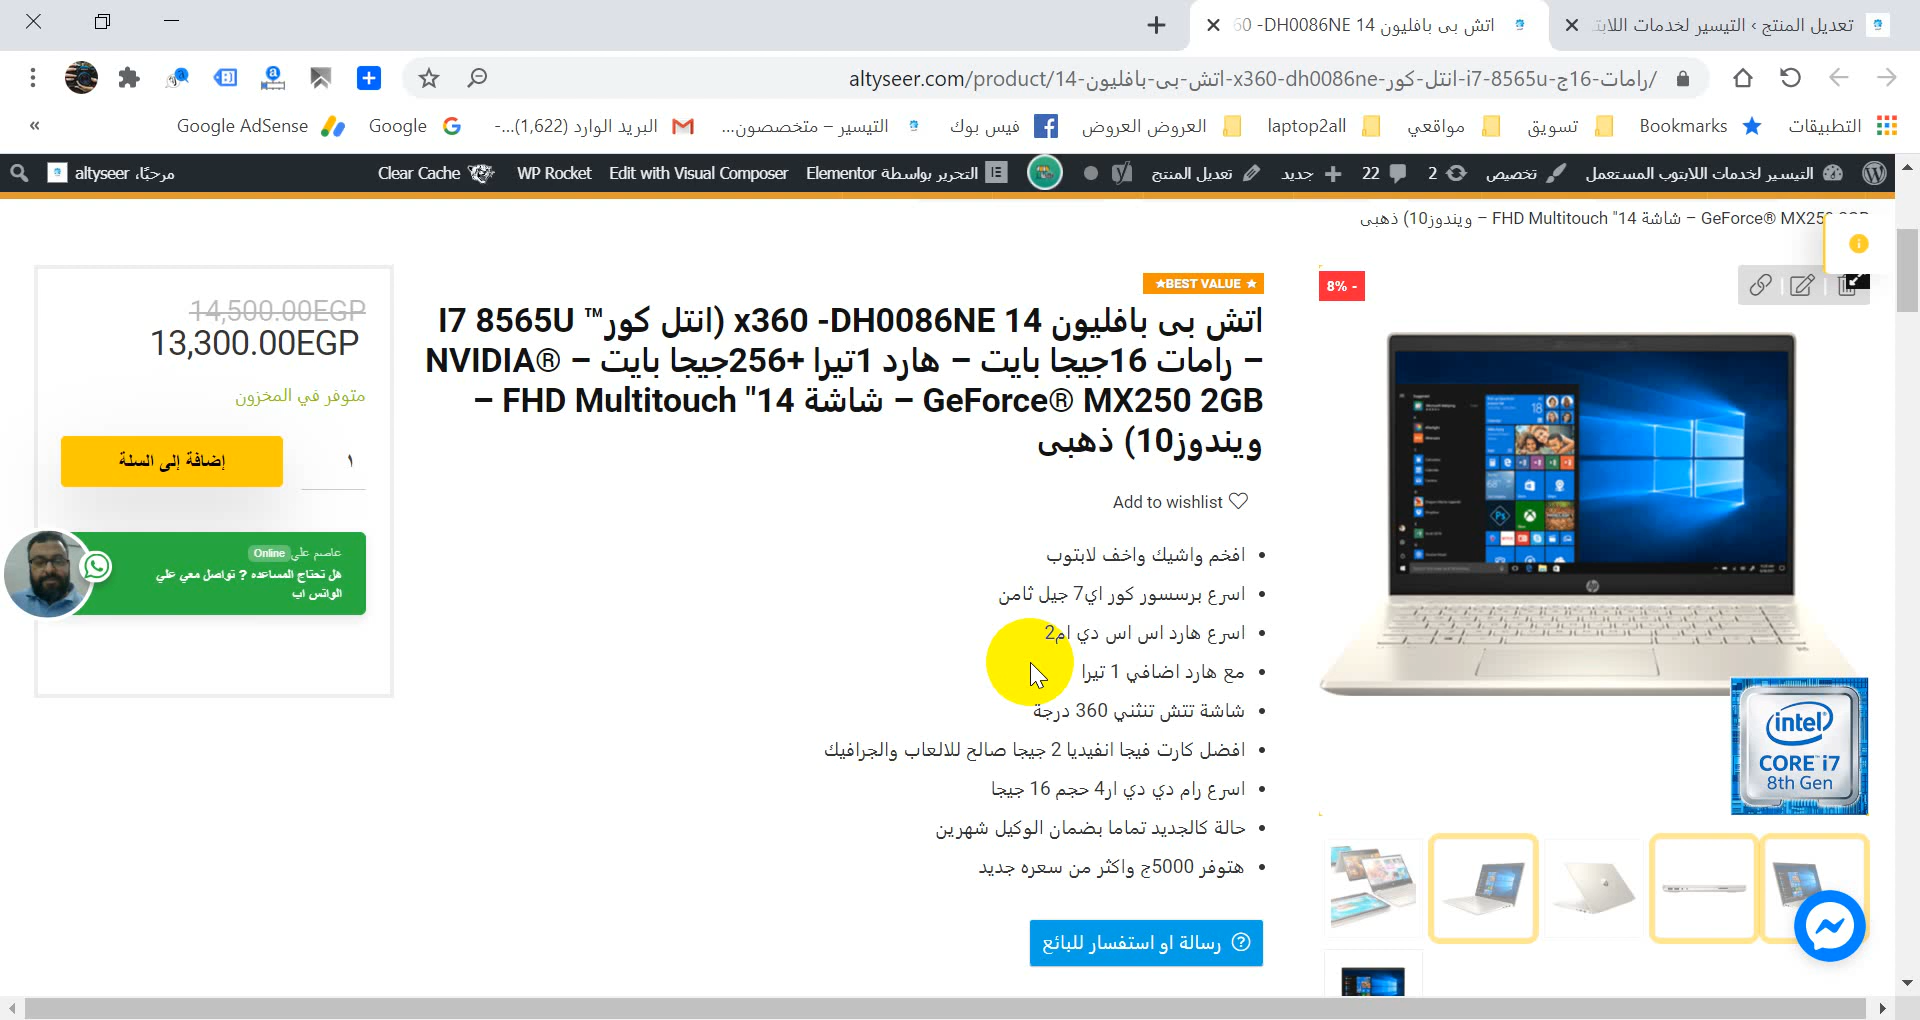 تعديل المنتج › التيسير لخدمات اللابتـ
اتش بى بافليون 14 60 -DH0086NE
altyseer.com/product/14-اتش-بى-بافليون-x360-dh0086ne-انتل-كور-i7-8565u-رامات-16ج/
التطبيقات
Bookmarks
تسويق
مواقعي
laptop2all
العروض العروض
فيس بوك
التيسير – متخصصون...
البريد الوارد (1,622)...-
Google
Google AdSense
«
التيسير لخدمات اللابتوب المستعمل
تخصيص
2
22
جديد
تعديل المنتج
التحرير بواسطة Elementor
Edit with Visual Composer
WP Rocket
Clear Cache
مرحبًا، altyseer
GeForce® MX250 2GB – شاشة 14" FHD Multitouch – ويندوز10) ذهبى
8% -
★BEST VALUE ★
اتش بى بافليون 14 x360 -DH0086NE (انتل كور™ I7 8565U
– رامات 16جيجا بايت – هارد 1تيرا +256جيجا بايت – NVIDIA®
GeForce® MX250 2GB – شاشة 14" FHD Multitouch –
ويندوز10) ذهبى
Add to wishlist
افخم واشيك واخف لابتوب
اسرع برسسور كور اي7 جيل ثامن
اسرع هارد اس اس دي ام2
مع هارد اضافي 1 تيرا
شاشة تتش تنثني 360 درجة
افضل كارت فيجا انفيديا 2 جيجا صالح للالعاب والجرافيك
اسرع رام دي دي ار4 حجم 16 جيجا
حالة كالجديد تماما بضمان الوكيل شهرين
هتوفر 5000ج واكثر من سعره جديد
رسالة او استفسار للبائع
14,500.00EGP
13,300.00EGP
متوفر في المخزون
١
إضافة إلى السلة
عاصم علي Online
هل تحتاج المساعده ? تواصل معي علي
الواتس اب
intel
CORE i7
8th Gen